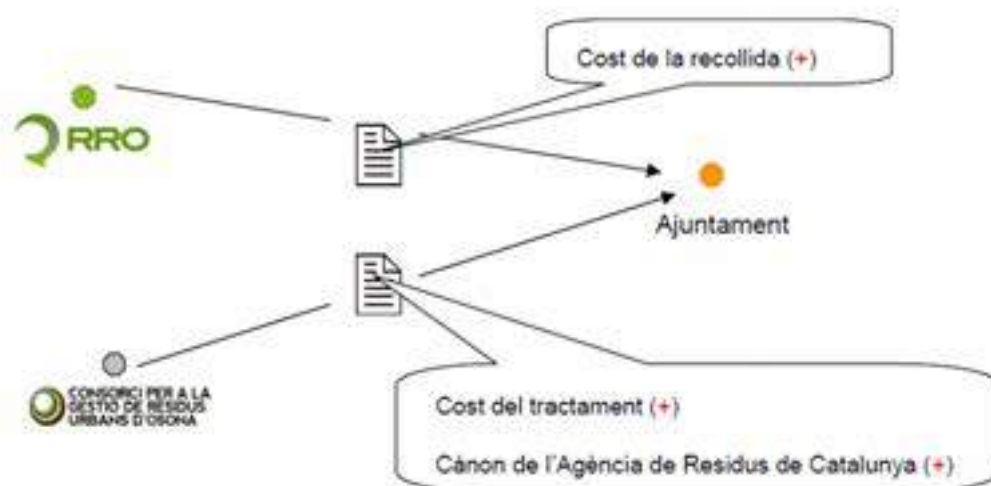 Cost de la recollida (+)
RRO
Ajuntament
CONSORCI PER A LA
GESTIÓ DE RESIDUS
URBANS D'OSONA
Cost del tractament (+)
Cànon de l'Agència de Residus de Catalunya (+)